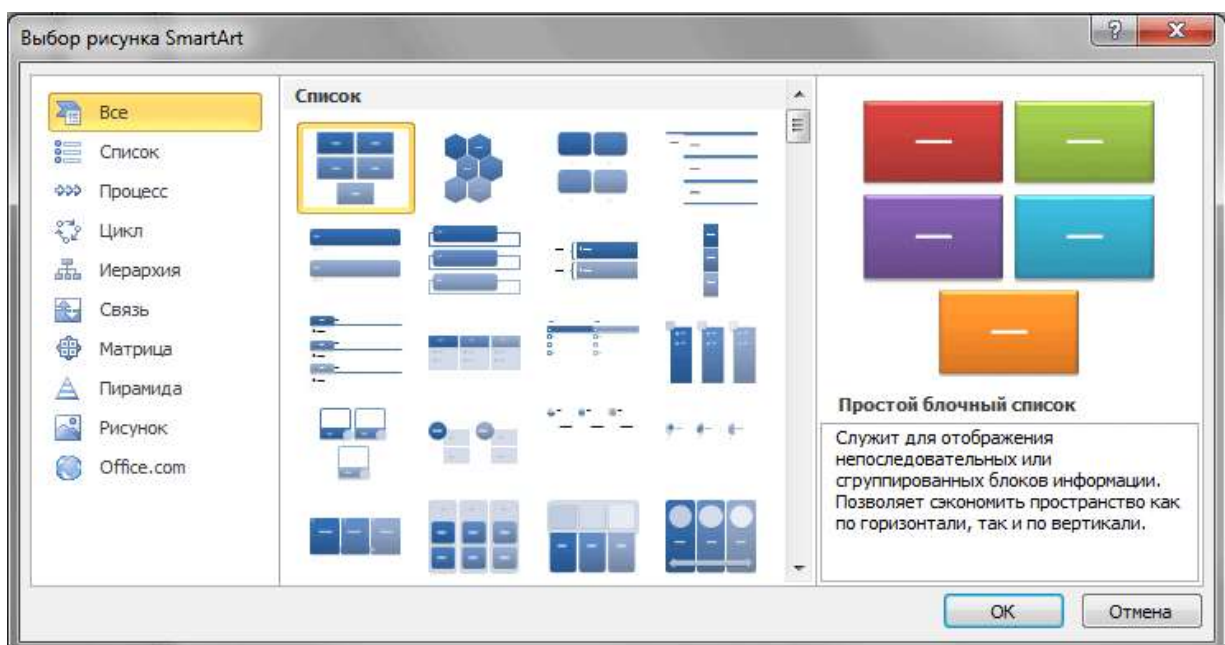 Выбор рисунка SmartArt
Все
Список
Процесс
Цикл
Иерархия
Связь
Матрица
Пирамида
Рисунок
Office.com
Список
Простой блочный список
Служит для отображения
непоследовательных или
сгруппированных блоков информации.
Позволяет сэкономить пространство как
по горизонтали, так и по вертикали.
ОК
Отмена